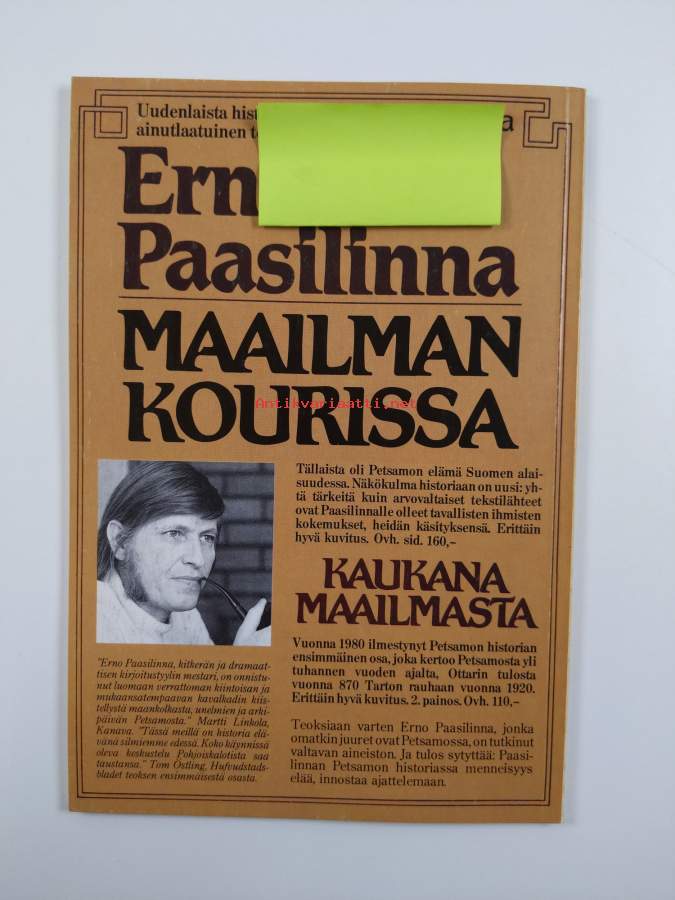 Uudenlaista
ainutlaatuinen
Erno
Paasilinna
MAAILMAN
KOURISSA
Antikvariaatti.net
Tällaista oli Petsamon elämä Suomen alai-
suudessa. Näkökulma historiaan on uusi: yh-
tä tärkeitä kuin arvovaltaiset tekstilähteet
ovat Paasilinnalle olleet tavallisten ihmisten
kokemukset, heidän käsityksensä. Erittäin
hyvä kuvitus. Ovh. sid. 160,–
KAUKANA
MAAILMASTA
Vuonna 1980 ilmestynyt Petsamon historian
ensimmäinen osa, joka kertoo Petsamosta yli
tuhannen vuoden ajalta, Ottarin tulosta
vuonna 870 Tarton rauhaan vuonna 1920.
Erittäin hyvä kuvitus. 2. painos. Ovh. 110,–
Teoksiaan varten Erno Paasilinna, jonka
omatkin juuret ovat Petsamossa, on tutkinut
valtavan aineiston. Ja tulos sytyttää: Paasi-
linnan Petsamon historiassa menneisyys
elää, innostaa ajattelemaan.
"Erno Paasilinna, kitkerän ja dramaat-
tisen kirjoitustyylin mestari, on onnistu-
nut luomaan verrattoman kiintoisan ja
mukaansatempaavan kavalkadin kiis-
tellystä maankolkasta, unelmien ja arki-
päivän Petsamosta." Martti Linkola,
Kanava. "Tässä meillä on historia elä-
vänä silmiemme edessä. Koko käynnissä
oleva keskustelu Pohjoiskalotista saa
taustansa." Tom Östling, Hufvudstads-
bladet teoksen ensimmäisestä osasta.